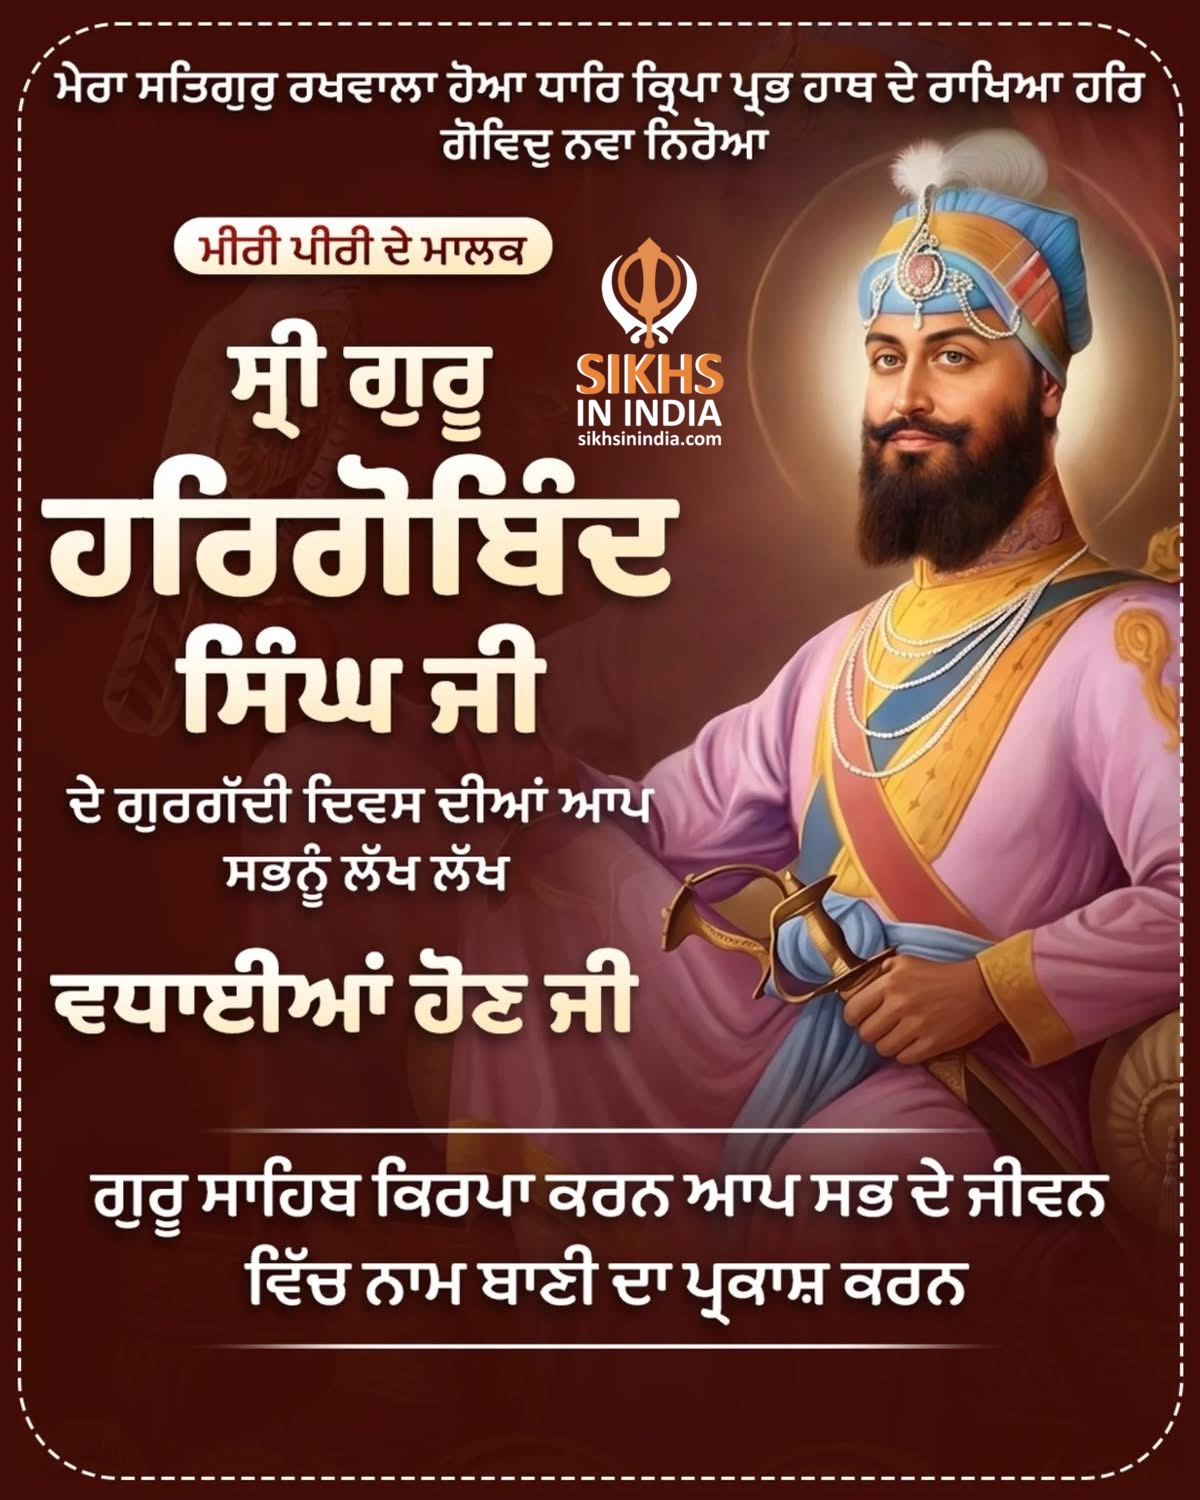 ਮੇਰਾ ਸਤਿਗੁਰੁ ਰਖਵਾਲਾ ਹੋਆ ਧਾਰਿ ਕ੍ਰਿਪਾ ਪ੍ਰਭ ਹਾਥ ਦੇ ਰਾਖਿਆ ਹਰਿ
ਗੋਵਿਦੁ ਨਵਾ ਨਿਰੋਆ
ਮੀਰੀ ਪੀਰੀ ਦੇ ਮਾਲਕ
ਸ੍ਰੀ ਗੁਰੂ
SIKHS
IN INDIA
sikhsinindia.com
ਹਰਿਗੋਬਿੰਦ
ਸਿੰਘ ਜੀ
ਦੇ ਗੁਰਗੱਦੀ ਦਿਵਸ ਦੀਆਂ ਆਪ
ਸਭਨੂੰ ਲੱਖ ਲੱਖ
ਵਧਾਈਆਂ ਹੋਣ ਜੀ
ਗੁਰੂ ਸਾਹਿਬ ਕਿਰਪਾ ਕਰਨ ਆਪ ਸਭ ਦੇ ਜੀਵਨ
ਵਿੱਚ ਨਾਮ ਬਾਣੀ ਦਾ ਪ੍ਰਕਾਸ਼ ਕਰਨ